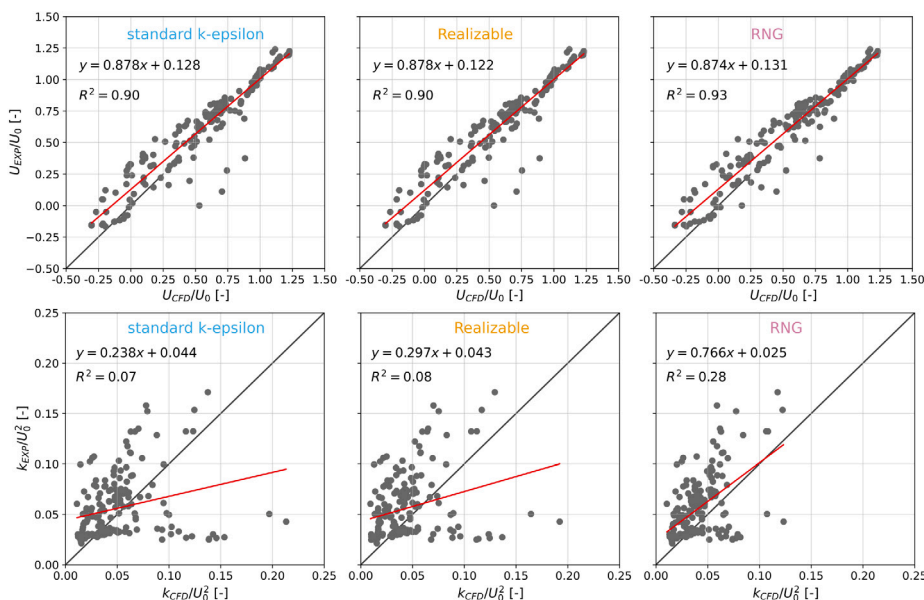 standard k-epsilon
y = 0.878x + 0.128
R² = 0.90
1.50
1.25
1.00
0.75
0.50
0.25
0.00
−0.25
−0.50
U_EXP/U_0 [-]
-0.5 -0.25 0.00 0.25 0.50 0.75 1.00 1.25 1.50
U_CFD/U_0 [-]
Realizable
y = 0.878x + 0.122
R² = 0.90
-0.5 -0.25 0.00 0.25 0.50 0.75 1.00 1.25 1.50
U_CFD/U_0 [-]
RNG
y = 0.874x + 0.131
R² = 0.93
-0.5 -0.25 0.00 0.25 0.50 0.75 1.00 1.25 1.50
U_CFD/U_0 [-]
standard k-epsilon
y = 0.238x + 0.044
R² = 0.07
0.25
0.20
0.15
0.10
0.05
0.00
k_EXP/U_0² [-]
0.00 0.05 0.10 0.15 0.20 0.25
k_CFD/U_0² [-]
Realizable
y = 0.297x + 0.043
R² = 0.08
0.00 0.05 0.10 0.15 0.20 0.25
k_CFD/U_0² [-]
RNG
y = 0.766x + 0.025
R² = 0.28
0.00 0.05 0.10 0.15 0.20 0.25
k_CFD/U_0² [-]